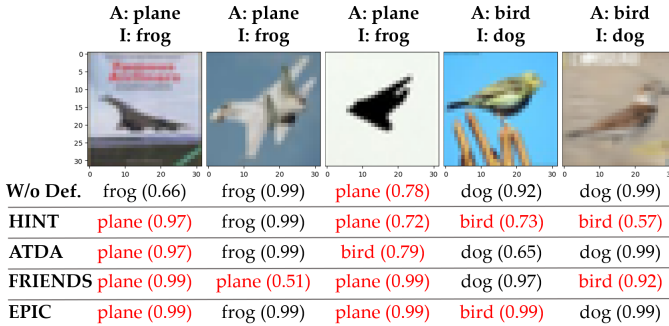 A: plane A: plane A: plane A: bird A: bird
I: frog I: frog I: frog I: dog I: dog
0
5
10
15
20
25
30
0 10 20 30 0 10 20 30 0 10 20 30 0 10 20 30 0 10 20 30
W/o Def. frog (0.66) frog (0.99) plane (0.78) dog (0.92) dog (0.99)
HINT plane (0.97) frog (0.99) plane (0.72) bird (0.73) bird (0.57)
ATDA plane (0.97) frog (0.99) bird (0.79) dog (0.65) dog (0.99)
FRIENDS plane (0.99) plane (0.51) plane (0.99) dog (0.97) bird (0.92)
EPIC plane (0.99) frog (0.99) plane (0.99) bird (0.99) dog (0.99)